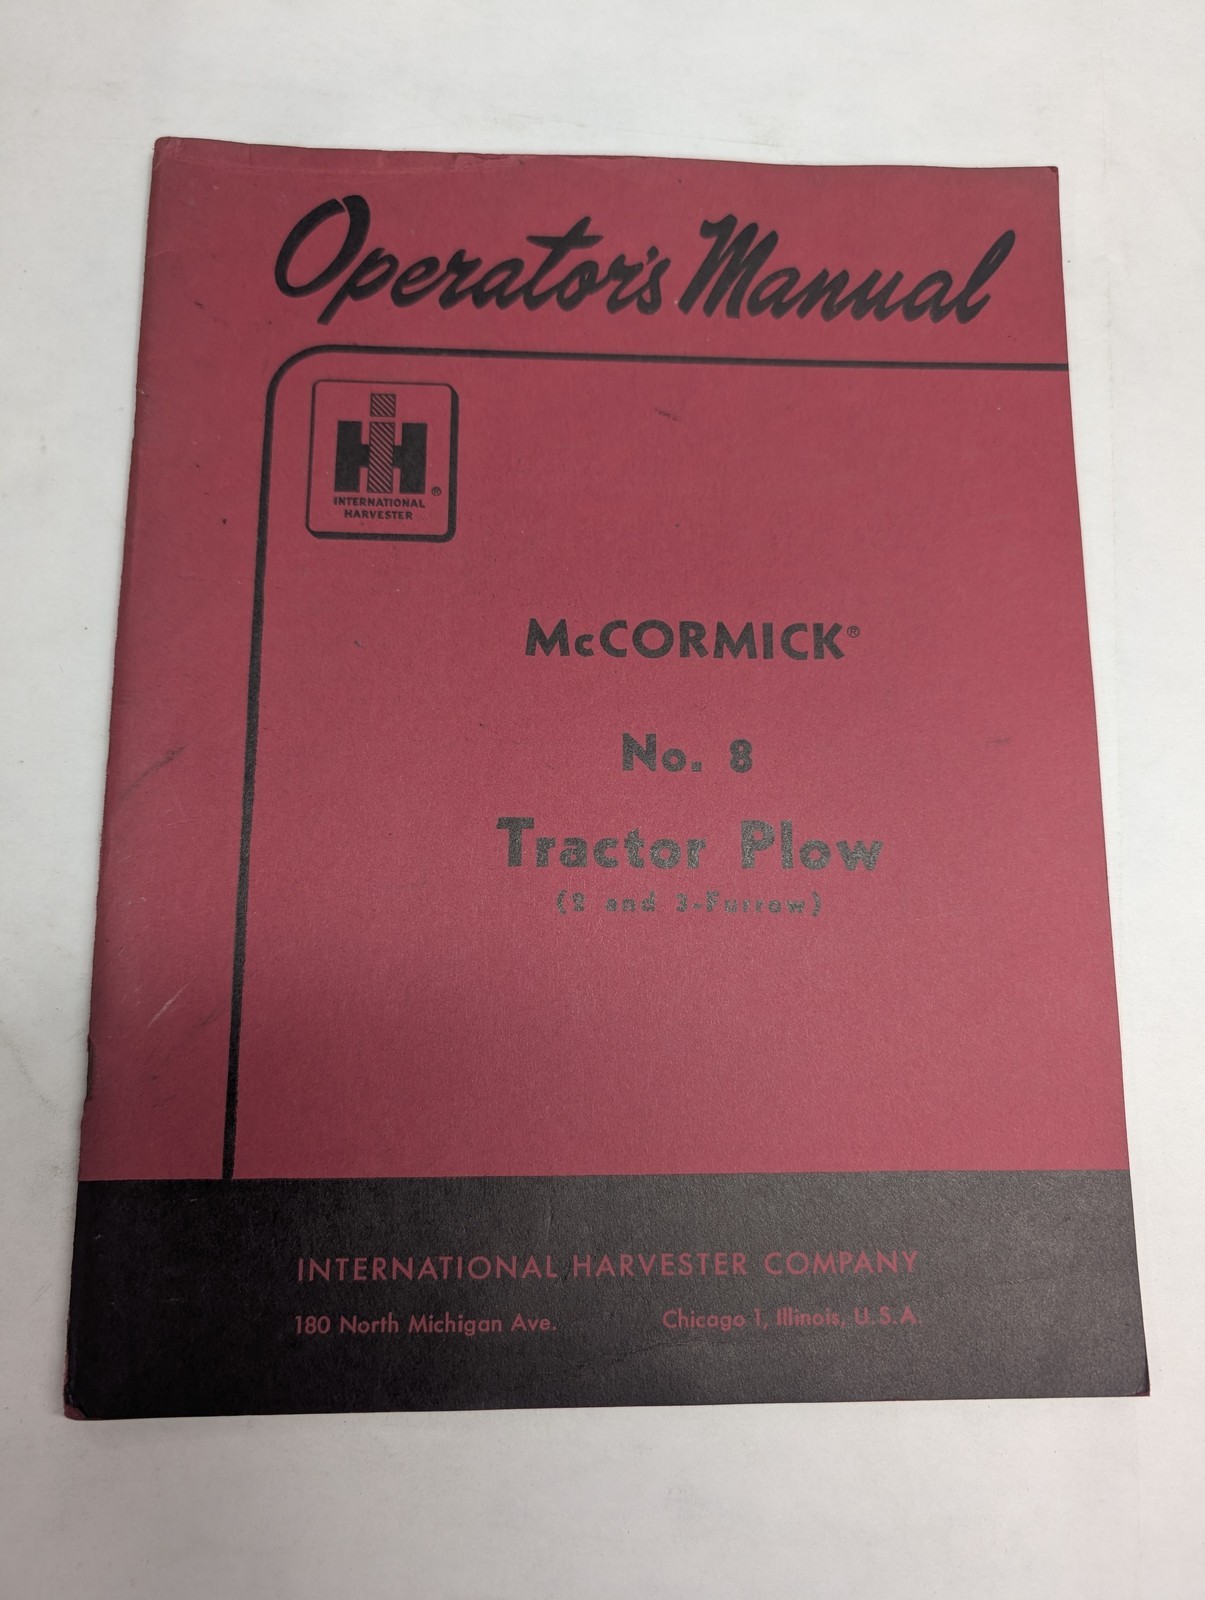 Operator's Manual
IH
®
INTERNATIONAL
HARVESTER
McCORMICK®
No. 8
Tractor Plow
(2 and 3-Furrow)
INTERNATIONAL HARVESTER COMPANY
180 North Michigan Ave. Chicago 1, Illinois, U.S.A.